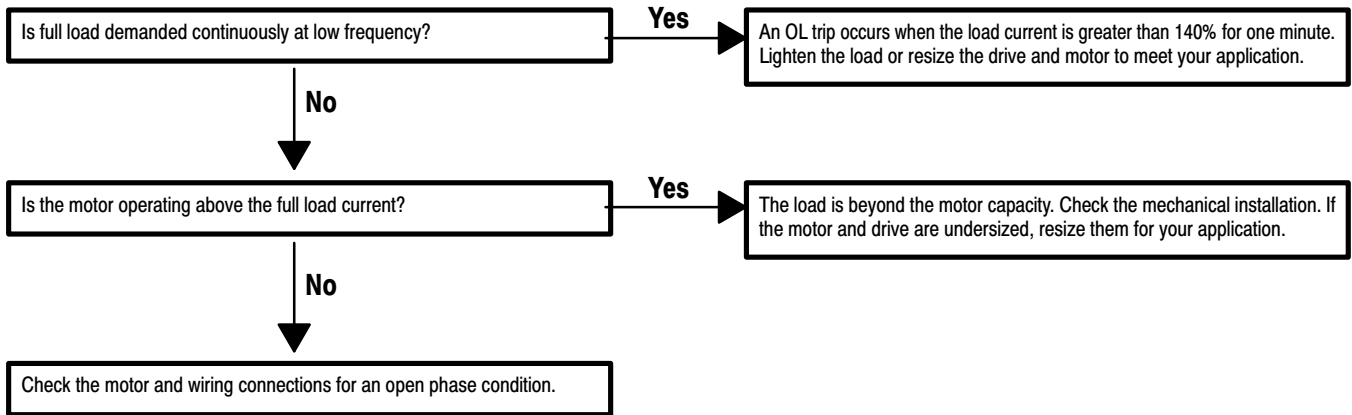 Is full load demanded continuously at low frequency?
Yes
An OL trip occurs when the load current is greater than 140% for one minute.
Lighten the load or resize the drive and motor to meet your application.
No
Is the motor operating above the full load current?
Yes
The load is beyond the motor capacity. Check the mechanical installation. If
the motor and drive are undersized, resize them for your application.
No
Check the motor and wiring connections for an open phase condition.